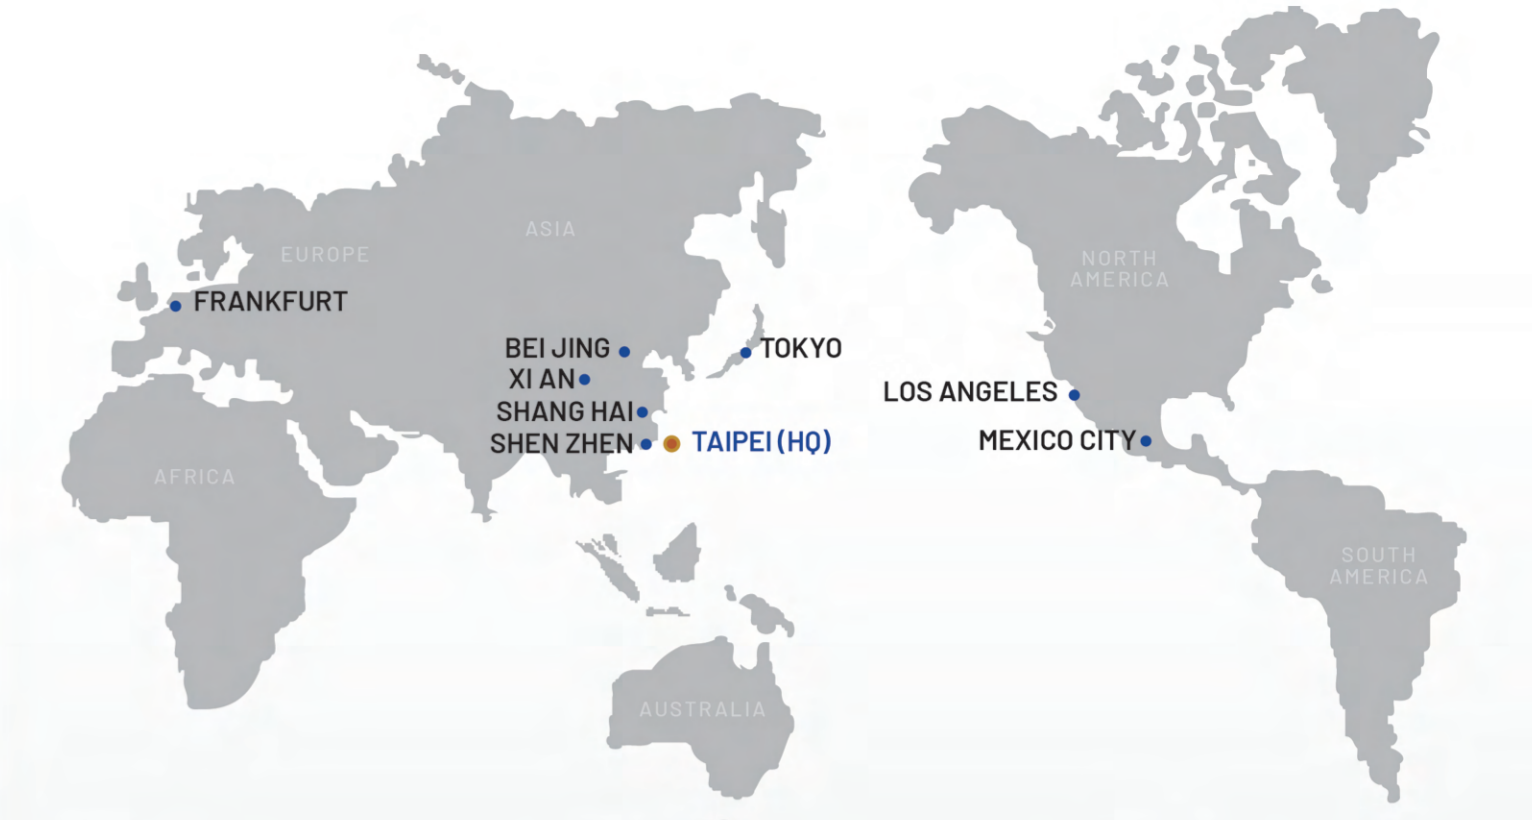 ASIA
EUROPE
NORTH
AMERICA
FRANKFURT
BEI JING
TOKYO
XI AN
LOS ANGELES
SHANG HAI
MEXICO CITY
SHEN ZHEN
TAIPEI (HQ)
AFRICA
SOUTH
AMERICA
AUSTRALIA